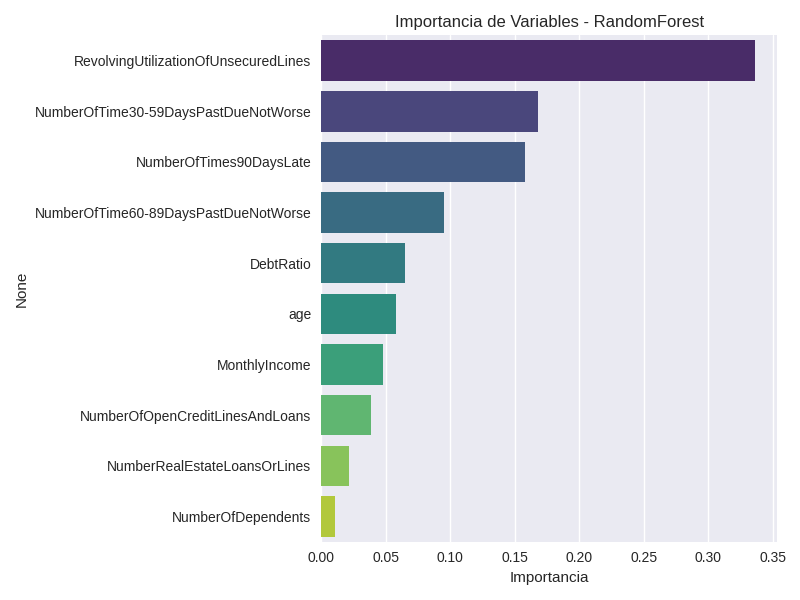 Importancia de Variables - RandomForest
RevolvingUtilizationOfUnsecuredLines
NumberOfTime30-59DaysPastDueNotWorse
NumberOfTimes90DaysLate
NumberOfTime60-89DaysPastDueNotWorse
DebtRatio
age
MonthlyIncome
NumberOfOpenCreditLinesAndLoans
NumberRealEstateLoansOrLines
NumberOfDependents
None
0.00 0.05 0.10 0.15 0.20 0.25 0.30 0.35
Importancia